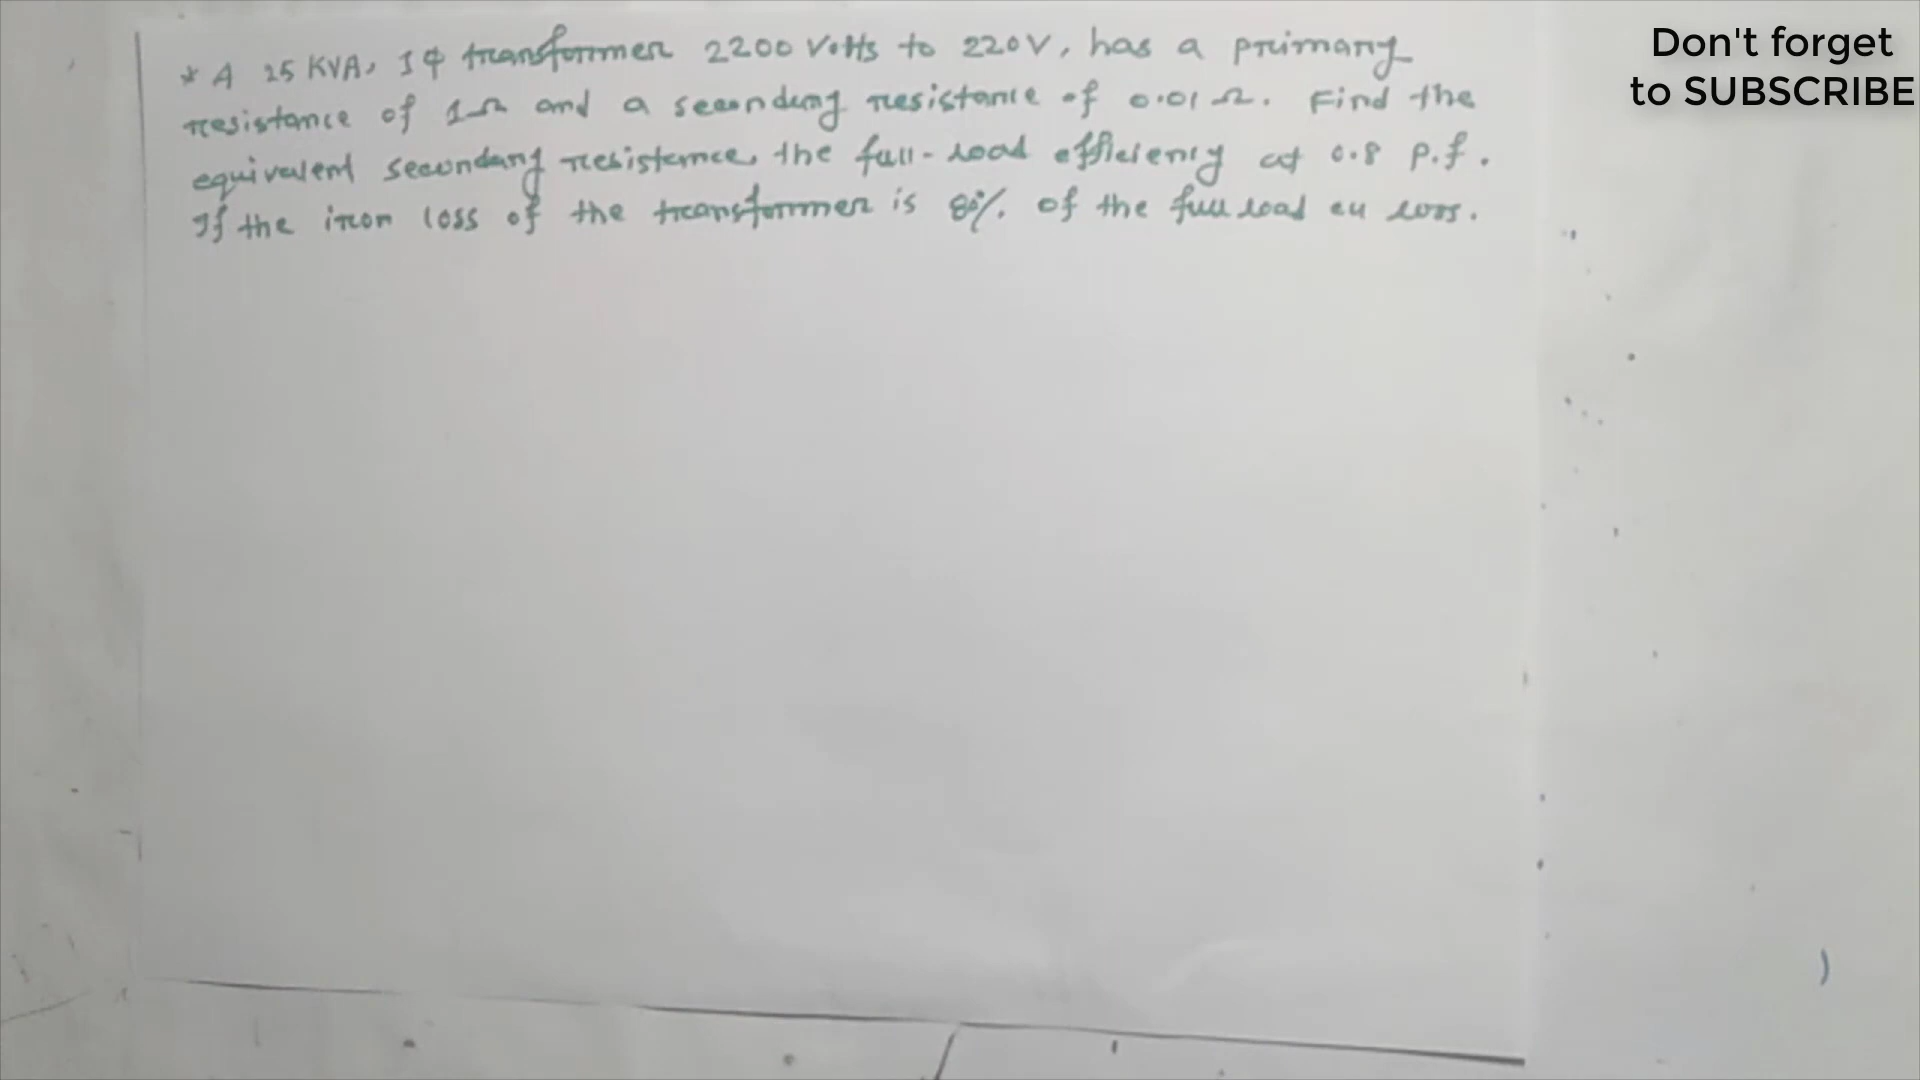 * A 25 KVA, 1ϕ transformer 2200 Volts to 220V, has a primary
resistance of 1Ω and a secondary resistance of 0.01 Ω. Find the
equivalent secondary resistance, the full-load efficiency at 0.8 p.f.
If the iron loss of the transformer is 80% of the full load cu loss.
Don't forget
to SUBSCRIBE
)